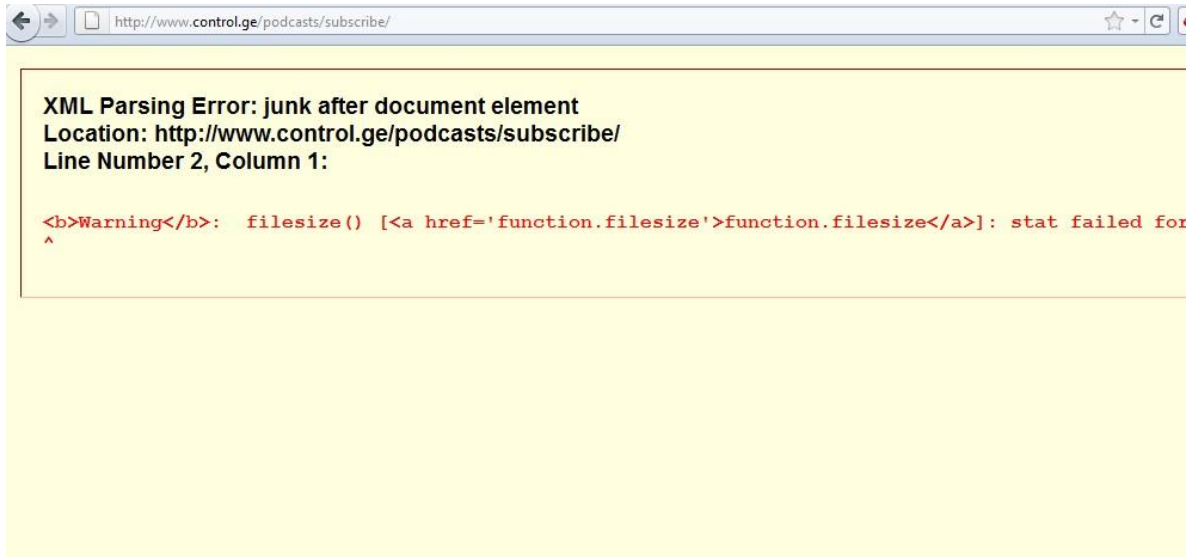 http://www.control.ge/podcasts/subscribe/
XML Parsing Error: junk after document element
Location: http://www.control.ge/podcasts/subscribe/
Line Number 2, Column 1:
<b>Warning</b>:  filesize() [<a href='function.filesize'>function.filesize</a>]: stat failed for
^